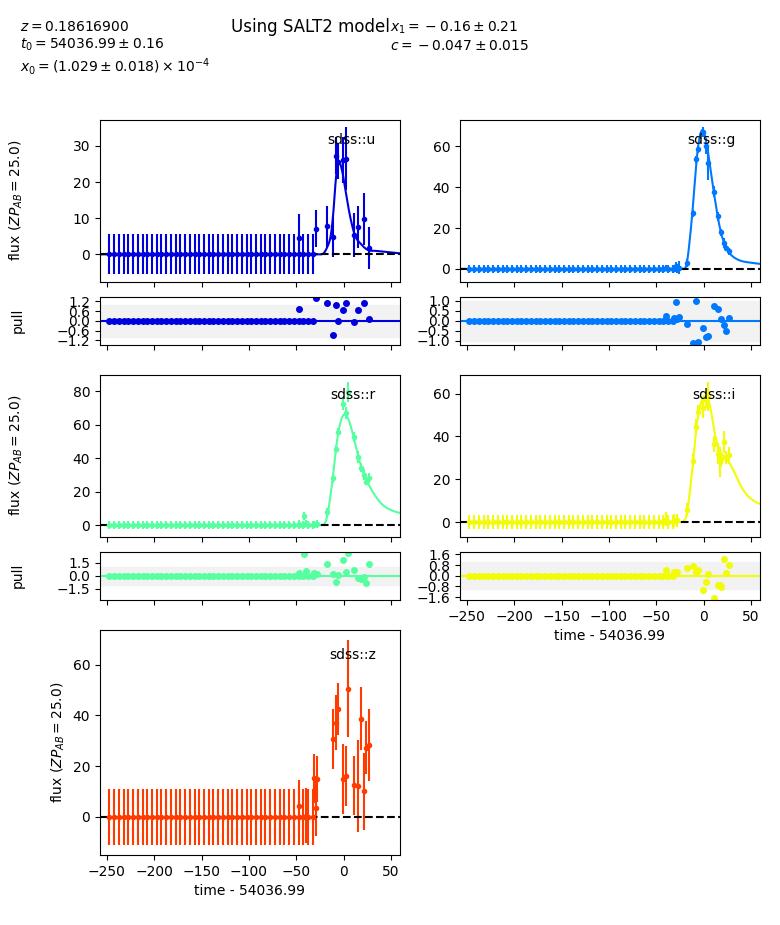 Using SALT2 model
z = 0.18616900
t0 = 54036.99 ± 0.16
x0 = (1.029 ± 0.018) × 10⁻⁴
x1 = −0.16 ± 0.21
c = −0.047 ± 0.015
flux (ZP_AB = 25.0)
30
20
10
0
sdss::u
60
40
20
0
sdss::g
pull
1.2
0.6
0.0
−0.6
−1.2
1.0
0.5
0.0
−0.5
−1.0
flux (ZP_AB = 25.0)
80
60
40
20
0
sdss::r
60
40
20
0
sdss::i
pull
1.5
0.0
−1.5
1.6
0.8
0.0
−0.8
−1.6
−250 −200 −150 −100 −50 0 50
time - 54036.99
flux (ZP_AB = 25.0)
60
40
20
0
sdss::z
−250 −200 −150 −100 −50 0 50
time - 54036.99